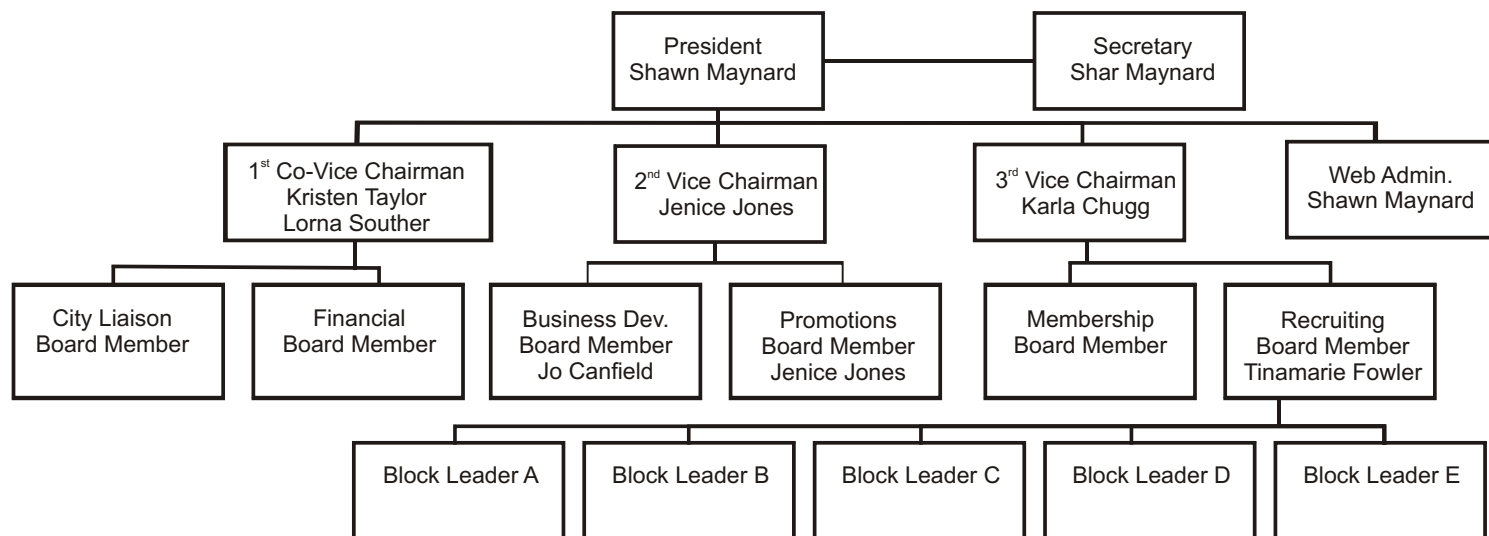 President
Shawn Maynard
Secretary
Shar Maynard
1st Co-Vice Chairman
Kristen Taylor
Lorna Souther
2nd Vice Chairman
Jenice Jones
3rd Vice Chairman
Karla Chugg
Web Admin.
Shawn Maynard
City Liaison
Board Member
Financial
Board Member
Business Dev.
Board Member
Jo Canfield
Promotions
Board Member
Jenice Jones
Membership
Board Member
Recruiting
Board Member
Tinamarie Fowler
Block Leader A
Block Leader B
Block Leader C
Block Leader D
Block Leader E